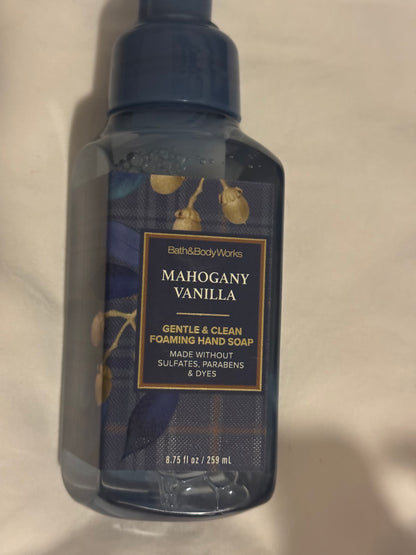 Bath&BodyWorks
MAHOGANY
VANILLA
GENTLE & CLEAN
FOAMING HAND SOAP
MADE WITHOUT
SULFATES, PARABENS
& DYES
8.75 fl oz / 259 mL